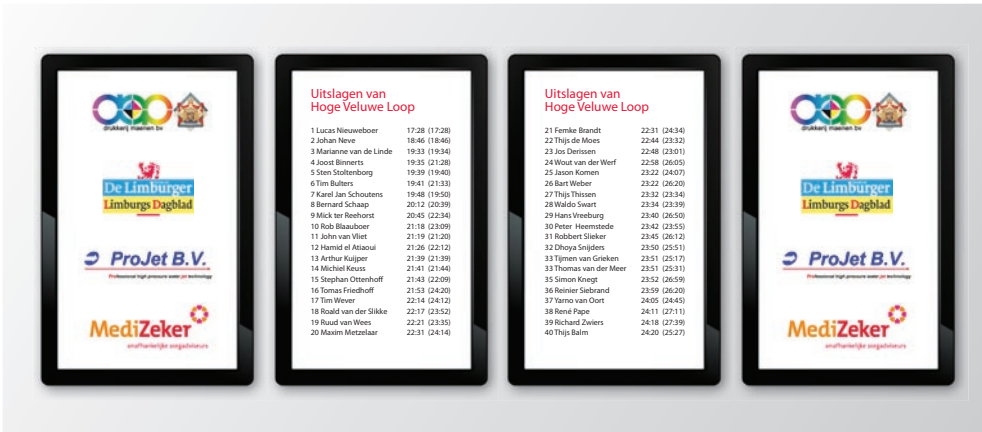 drukkerij maenen bv
De Limburger
Limburgs Dagblad
ProJet B.V.
Professional high pressure water jet technology
MediZeker
onafhankelijke zorgadviseurs
Uitslagen van
Hoge Veluwe Loop
1 Lucas Nieuweboer 17:28 (17:28)
2 Johan Neve 18:46 (18:46)
3 Marianne van de Linde 19:33 (19:34)
4 Joost Binnerts 19:35 (21:28)
5 Sten Stoltenborg 19:39 (19:40)
6 Tim Bulters 19:41 (21:33)
7 Karel Jan Schoutens 19:48 (19:50)
8 Bernard Schaap 20:12 (20:39)
9 Mick ter Reehorst 20:45 (22:34)
10 Rob Blaauboer 21:18 (23:09)
11 John van Vliet 21:19 (21:20)
12 Hamid el Atiaoui 21:26 (22:12)
13 Arthur Kuijper 21:39 (21:39)
14 Michiel Keuss 21:41 (21:44)
15 Stephan Ottenhoff 21:43 (22:09)
16 Tomas Friedhoff 21:53 (24:20)
17 Tim Wever 22:14 (24:12)
18 Roald van der Slikke 22:17 (23:52)
19 Ruud van Wees 22:21 (23:35)
20 Maxim Metzelaar 22:31 (24:14)
Uitslagen van
Hoge Veluwe Loop
21 Femke Brandt 22:31 (24:34)
22 Thijs de Moes 22:44 (23:32)
23 Jos Derissen 22:48 (23:01)
24 Wout van der Werf 22:58 (26:05)
25 Jason Komen 23:22 (24:07)
26 Bart Weber 23:22 (26:20)
27 Thijs Thissen 23:32 (23:34)
28 Waldo Swart 23:34 (23:39)
29 Hans Vreeburg 23:40 (26:50)
30 Peter Heemstede 23:42 (23:55)
31 Robbert Slieker 23:45 (26:12)
32 Dhoya Snijders 23:50 (25:51)
33 Tijmen van Grieken 23:51 (25:17)
33 Thomas van der Meer 23:51 (25:31)
35 Simon Knegt 23:52 (26:59)
36 Reinier Siebrand 23:59 (26:20)
37 Yarno van Oort 24:05 (24:45)
38 René Pape 24:11 (27:11)
39 Richard Zwiers 24:18 (27:39)
40 Thijs Balm 24:20 (25:27)
drukkerij maenen bv
De Limburger
Limburgs Dagblad
ProJet B.V.
Professional high pressure water jet technology
MediZeker
onafhankelijke zorgadviseurs